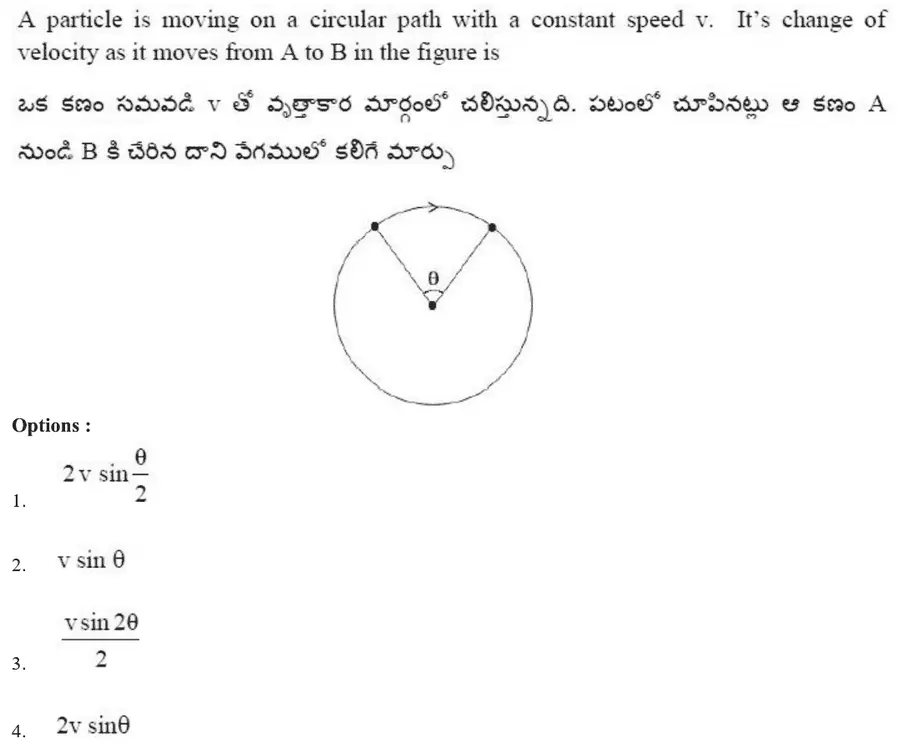 A particle is moving on a circular path with a constant speed v. It's change of
velocity as it moves from A to B in the figure is
ఒక కణం సమవడి v తో వృత్తాకార మార్గంలో చలిస్తున్నది. పటంలో చూపినట్లు ఆ కణం A
నుండి B కి చేరిన దాని వేగములో కలిగే మార్పు
θ
Options :
1. 2 v sin θ/2
2. v sin θ
3. v sin 2θ/2
4. 2v sinθ